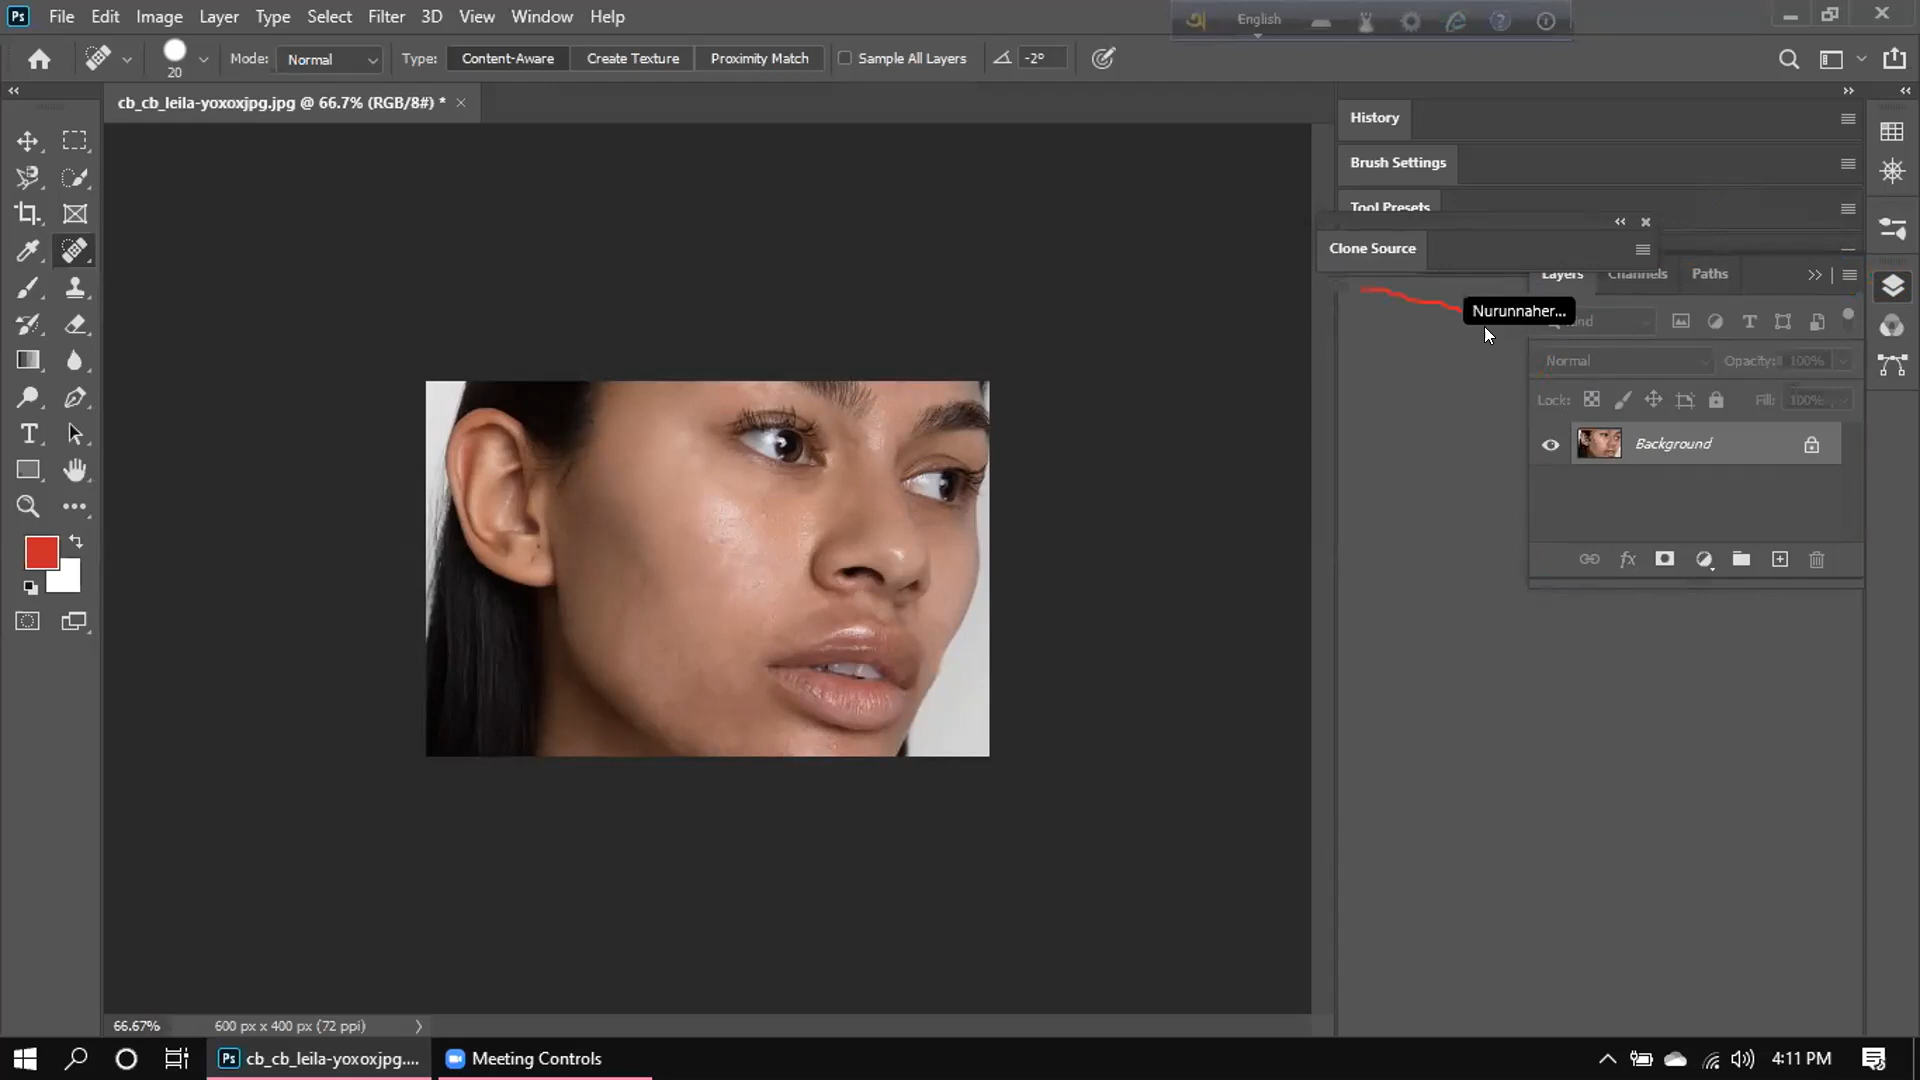 Ps File Edit Image Layer Type Select Filter 3D View Window Help
English
20 Mode: Normal Type: Content-Aware Create Texture Proximity Match Sample All Layers -2°
cb_cb_leila-yoxoxjpg.jpg @ 66.7% (RGB/8#) *
History
Brush Settings
Tool Presets
Clone Source
Layers Channels Paths
Nurunnaher...
Normal Opacity: 100%
Lock: Fill: 100%
Background
fx
66.67% 600 px x 400 px (72 ppi)
Ps cb_cb_leila-yoxoxjpg.... Meeting Controls 4:11 PM